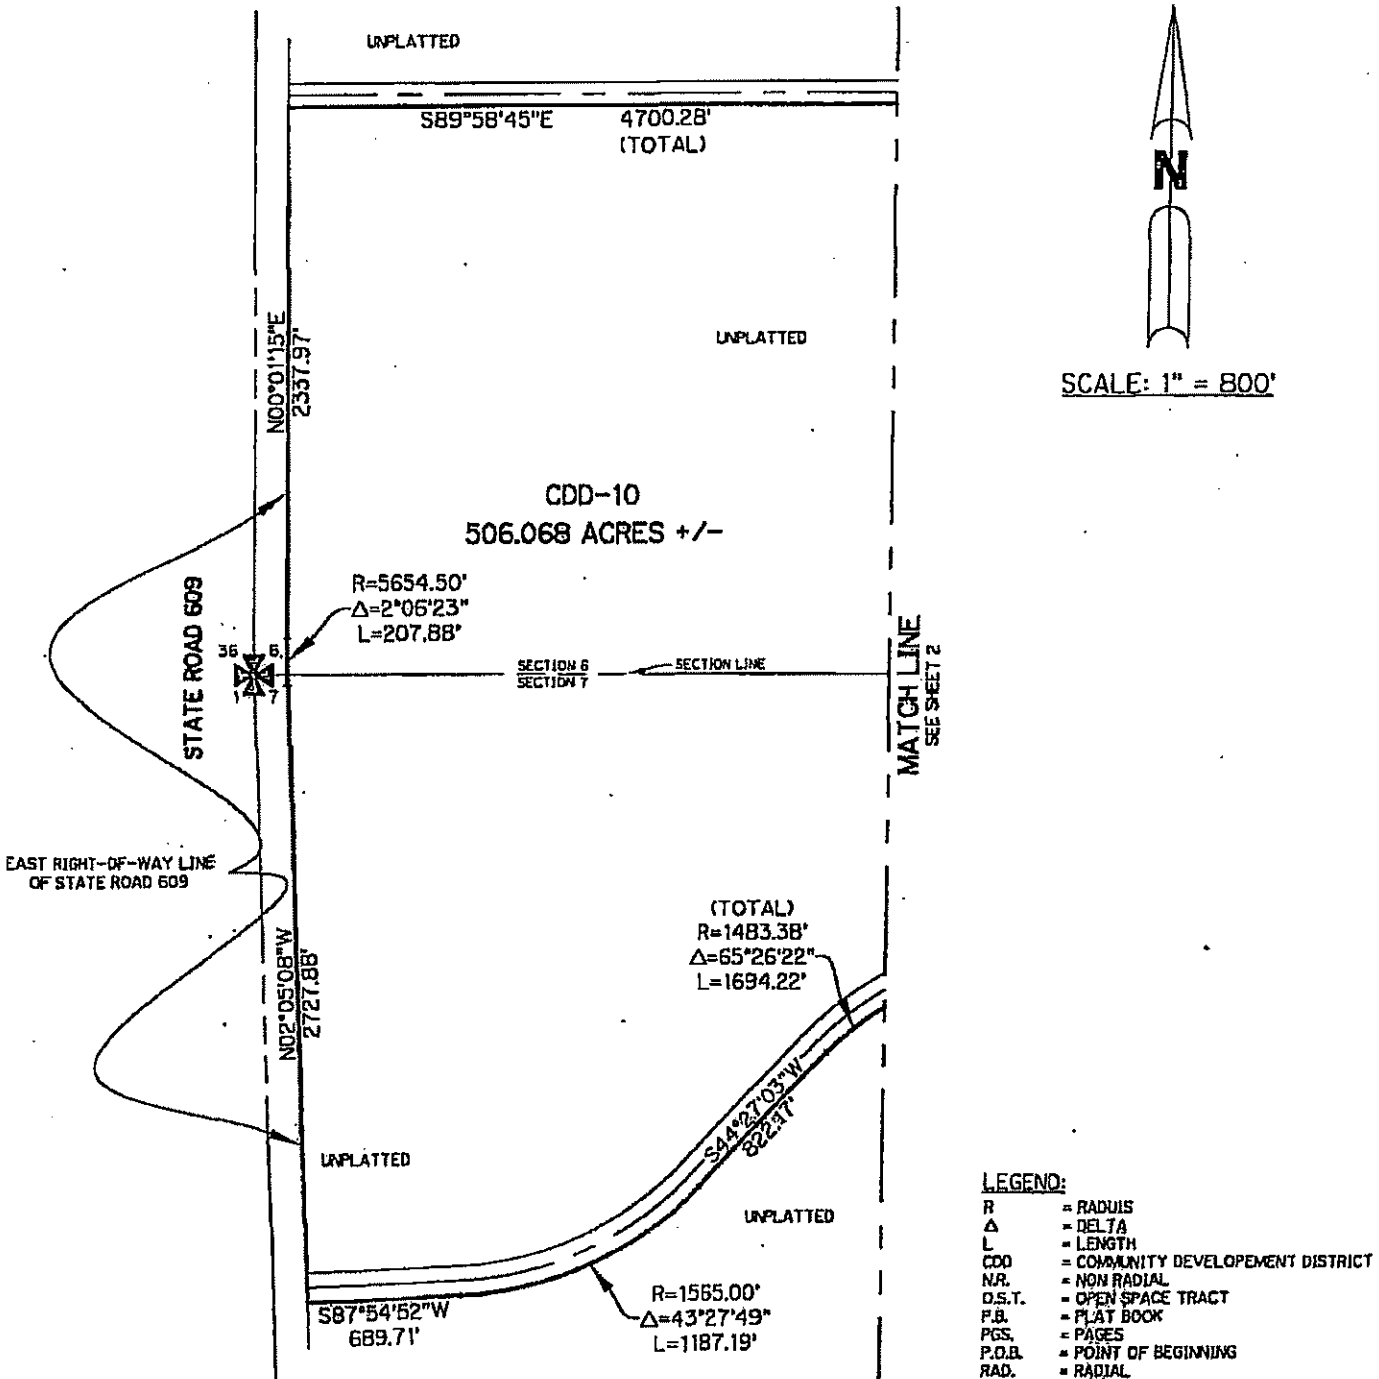 UNPLATTED
S89°58'45"E 4700.28'
(TOTAL)
N
SCALE: 1" = 800'
N00°01'15"E
2337.97'
UNPLATTED
CDD-10
506.068 ACRES +/-
R=5654.50'
Δ=2°06'23"
L=207.88'
STATE ROAD 609
36 6
1 7
SECTION 6
SECTION 7
SECTION LINE
MATCH LINE
SEE SHEET 2
EAST RIGHT-OF-WAY LINE
OF STATE ROAD 609
N02°05'08"W
2727.88'
(TOTAL)
R=1483.38'
Δ=65°26'22"
L=1694.22'
S44°27'03"W
822.17'
UNPLATTED
UNPLATTED
S87°54'52"W
689.71'
R=1565.00'
Δ=43°27'49"
L=1187.19'
LEGEND:
R = RADUIS
Δ = DELTA
L = LENGTH
CDD = COMMUNITY DEVELOPEMENT DISTRICT
N.R. = NON RADIAL
O.S.T. = OPEN SPACE TRACT
P.B. = PLAT BOOK
PGS. = PAGES
P.O.B. = POINT OF BEGINNING
RAD. = RADIAL